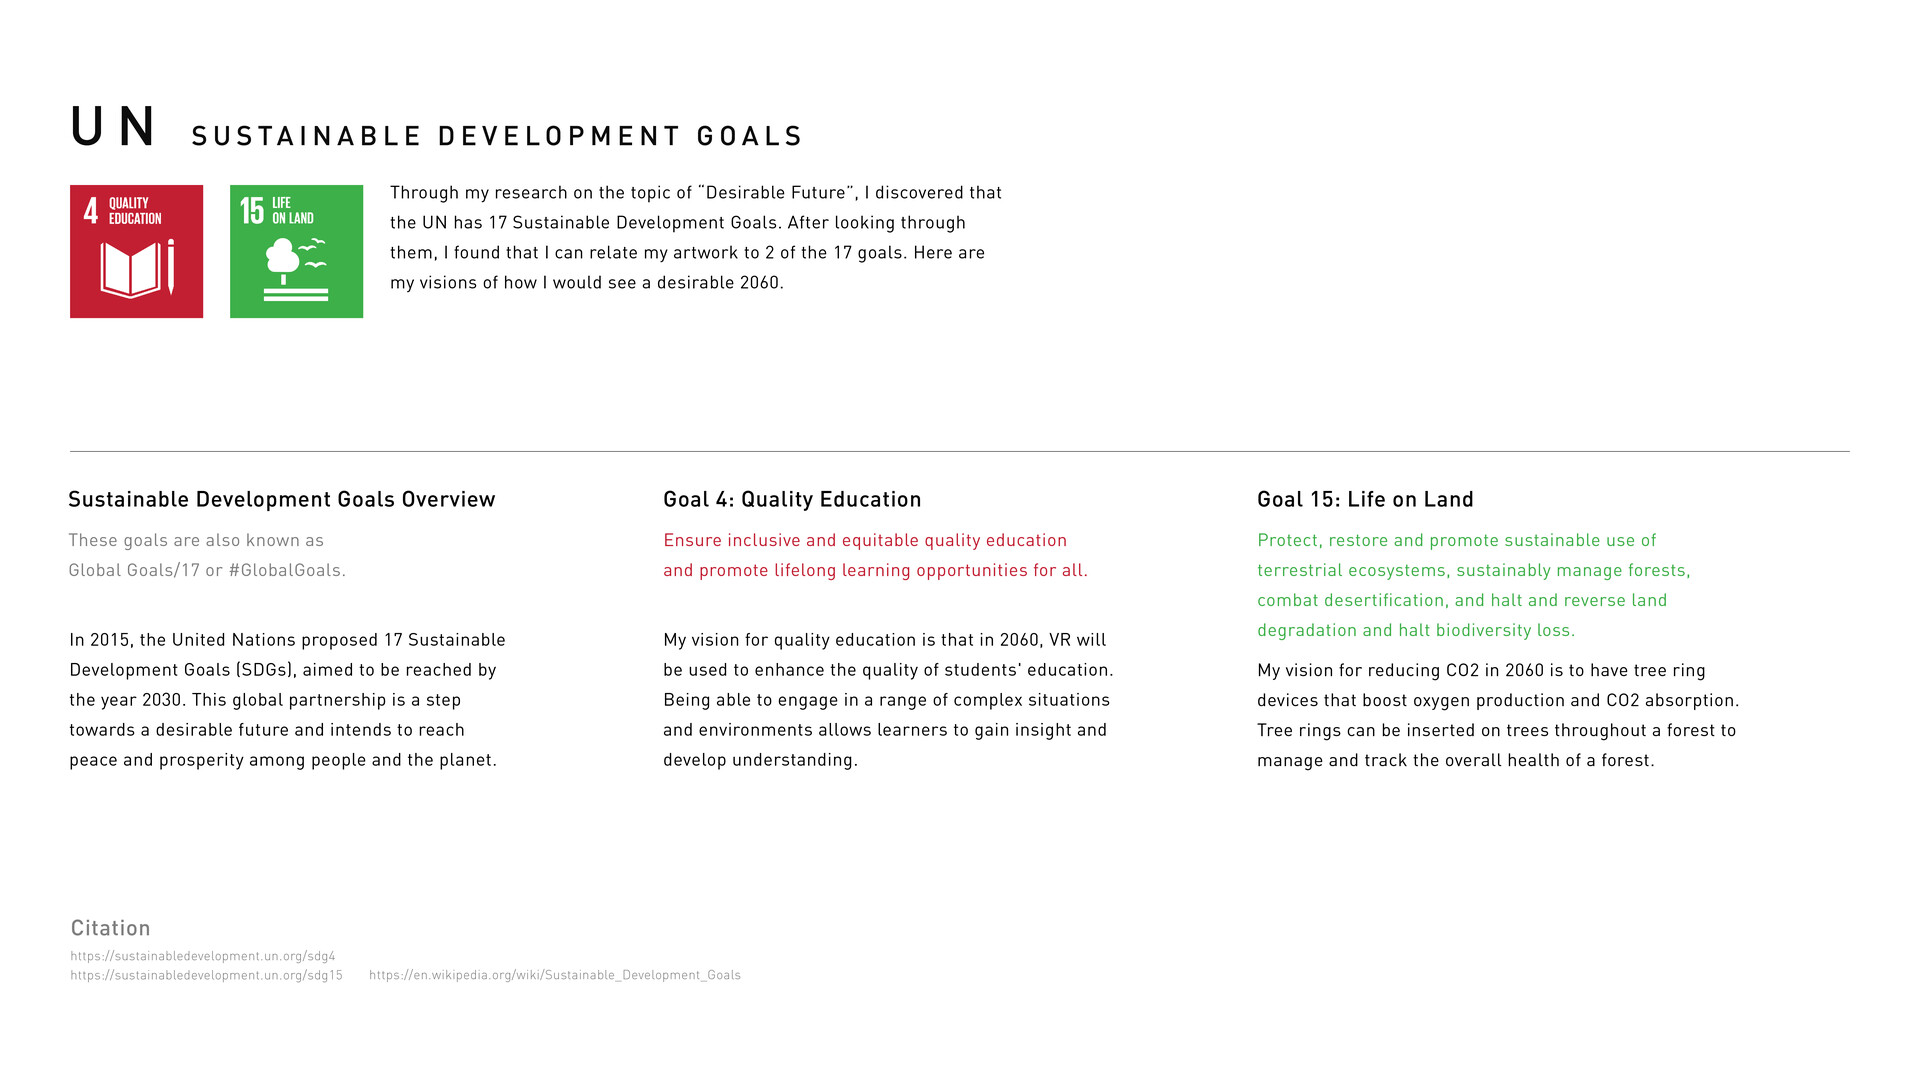 UN SUSTAINABLE DEVELOPMENT GOALS
4 QUALITY
EDUCATION
15 LIFE
ON LAND
Through my research on the topic of “Desirable Future”, I discovered that
the UN has 17 Sustainable Development Goals. After looking through
them, I found that I can relate my artwork to 2 of the 17 goals. Here are
my visions of how I would see a desirable 2060.
Sustainable Development Goals Overview
These goals are also known as
Global Goals/17 or #GlobalGoals.
In 2015, the United Nations proposed 17 Sustainable
Development Goals (SDGs), aimed to be reached by
the year 2030. This global partnership is a step
towards a desirable future and intends to reach
peace and prosperity among people and the planet.
Goal 4: Quality Education
Ensure inclusive and equitable quality education
and promote lifelong learning opportunities for all.
My vision for quality education is that in 2060, VR will
be used to enhance the quality of students' education.
Being able to engage in a range of complex situations
and environments allows learners to gain insight and
develop understanding.
Goal 15: Life on Land
Protect, restore and promote sustainable use of
terrestrial ecosystems, sustainably manage forests,
combat desertification, and halt and reverse land
degradation and halt biodiversity loss.
My vision for reducing CO2 in 2060 is to have tree ring
devices that boost oxygen production and CO2 absorption.
Tree rings can be inserted on trees throughout a forest to
manage and track the overall health of a forest.
Citation
https://sustainabledevelopment.un.org/sdg4
https://sustainabledevelopment.un.org/sdg15 https://en.wikipedia.org/wiki/Sustainable_Development_Goals